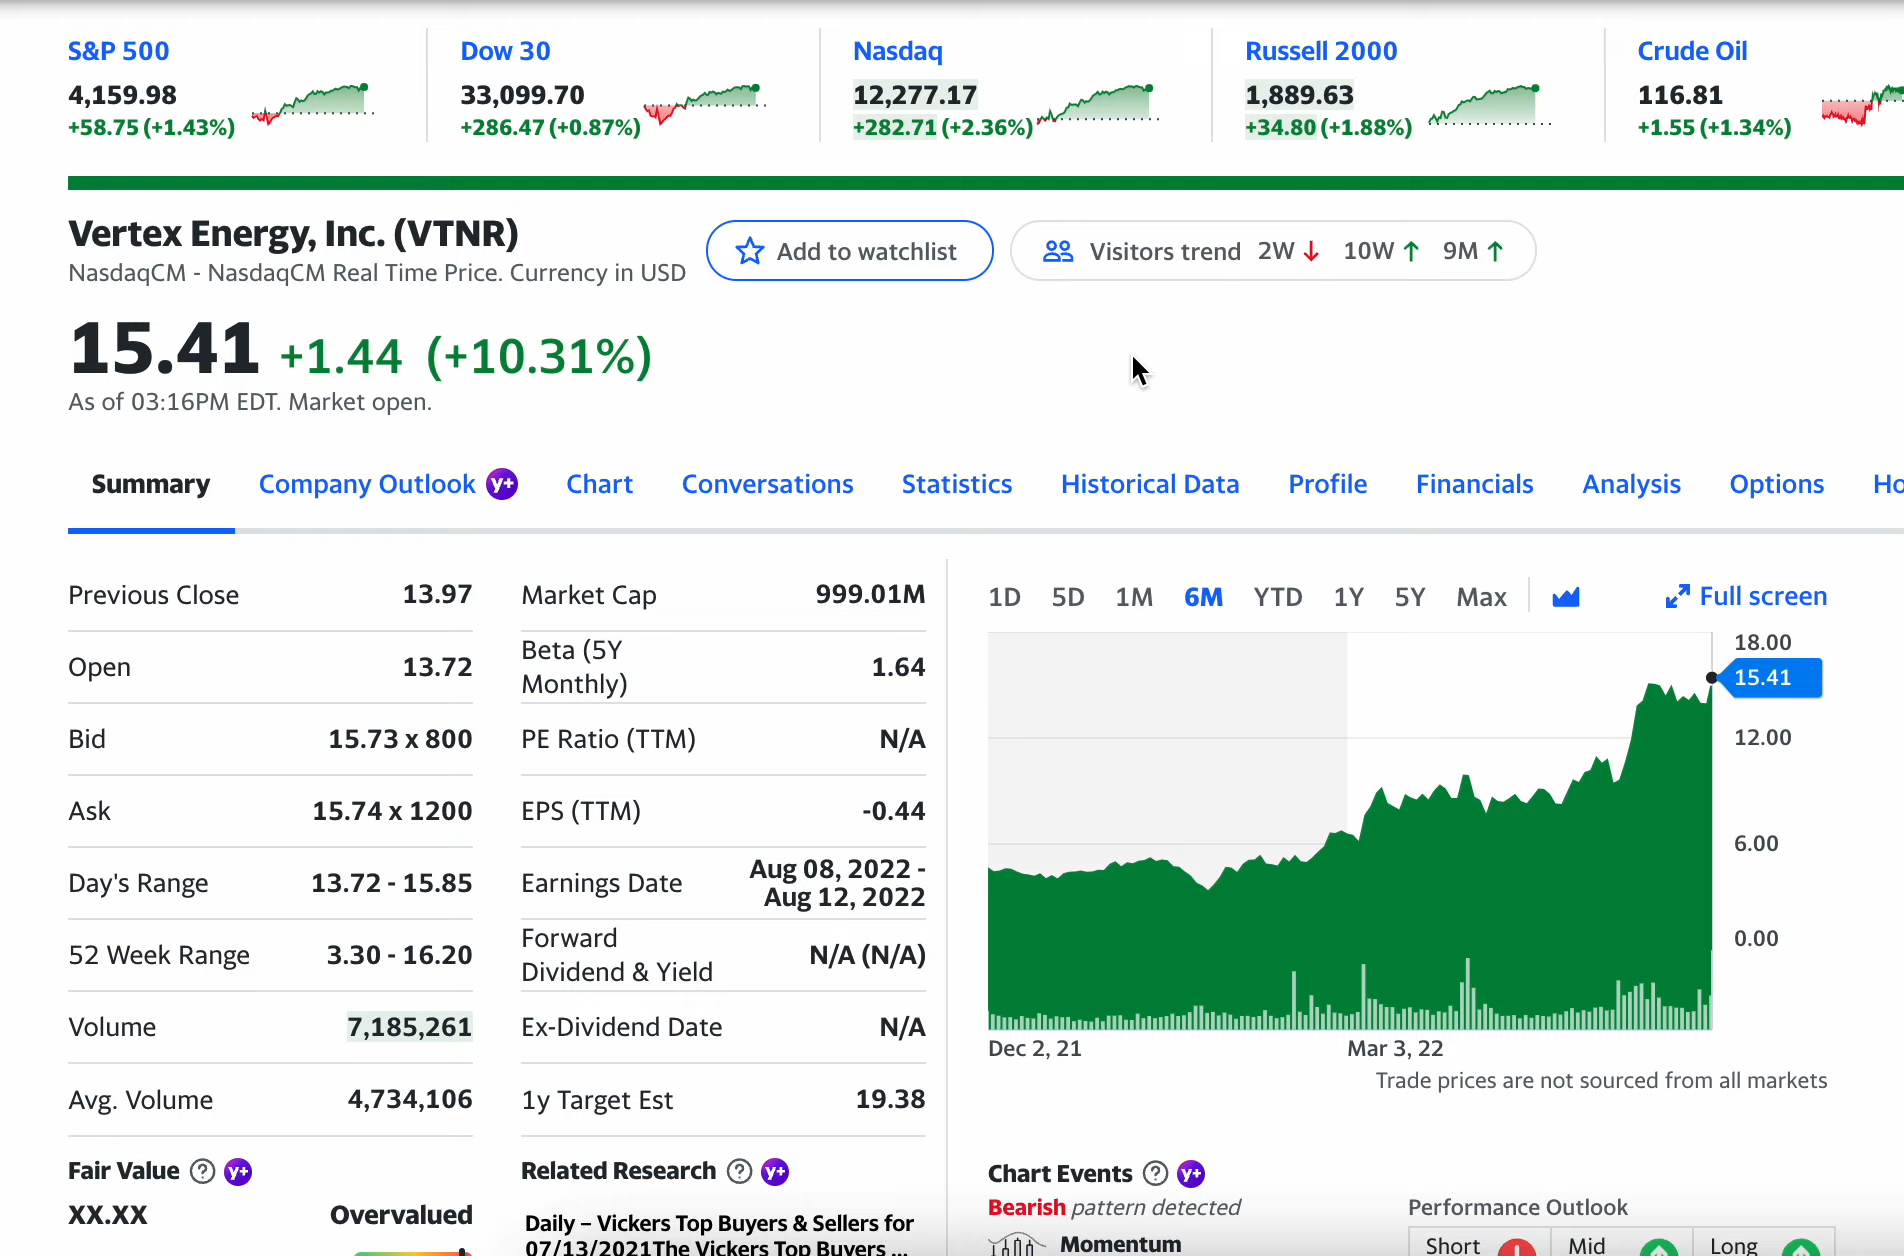 S&P 500
4,159.98
+58.75 (+1.43%)
Dow 30
33,099.70
+286.47 (+0.87%)
Nasdaq
12,277.17
+282.71 (+2.36%)
Russell 2000
1,889.63
+34.80 (+1.88%)
Crude Oil
116.81
+1.55 (+1.34%)
Vertex Energy, Inc. (VTNR)
NasdaqCM - NasdaqCM Real Time Price. Currency in USD
Add to watchlist
Visitors trend 2W ↓ 10W ↑ 9M ↑
15.41 +1.44 (+10.31%)
As of 03:16PM EDT. Market open.
Summary Company Outlook y+ Chart Conversations Statistics Historical Data Profile Financials Analysis Options Ho
Previous Close 13.97
Open 13.72
Bid 15.73 x 800
Ask 15.74 x 1200
Day's Range 13.72 - 15.85
52 Week Range 3.30 - 16.20
Volume 7,185,261
Avg. Volume 4,734,106
Market Cap 999.01M
Beta (5Y
Monthly) 1.64
PE Ratio (TTM) N/A
EPS (TTM) -0.44
Earnings Date Aug 08, 2022 -
Aug 12, 2022
Forward
Dividend & Yield N/A (N/A)
Ex-Dividend Date N/A
1y Target Est 19.38
1D 5D 1M 6M YTD 1Y 5Y Max Full screen
18.00
15.41
12.00
6.00
0.00
Dec 2, 21 Mar 3, 22
Trade prices are not sourced from all markets
Fair Value ? y+
XX.XX Overvalued
Related Research ? y+
Daily – Vickers Top Buyers & Sellers for
07/13/2021The Vickers Top Buyers ...
Chart Events ? y+
Bearish pattern detected
Momentum
Performance Outlook
Short Mid Long